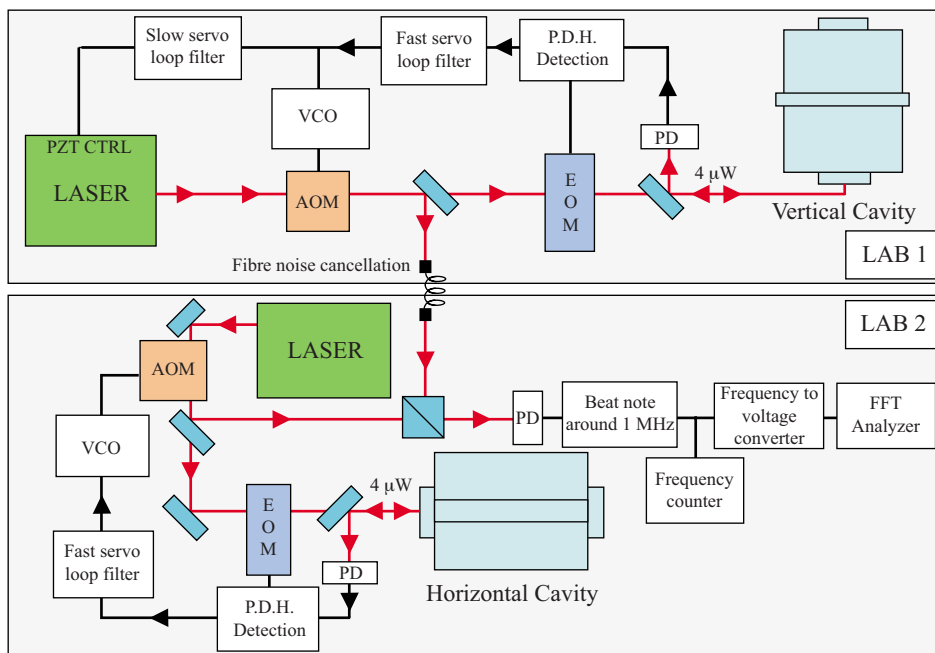 Slow servo
loop filter
Fast servo
loop filter
P.D.H.
Detection
VCO
PD
PZT CTRL
LASER
AOM
E
O
M
4 µW
Vertical Cavity
LAB 1
Fibre noise cancellation
LAB 2
LASER
AOM
VCO
PD
Beat note
around 1 MHz
Frequency to
voltage
converter
FFT
Analyzer
Frequency
counter
4 µW
E
O
M
Fast servo
loop filter
PD
P.D.H.
Detection
Horizontal Cavity